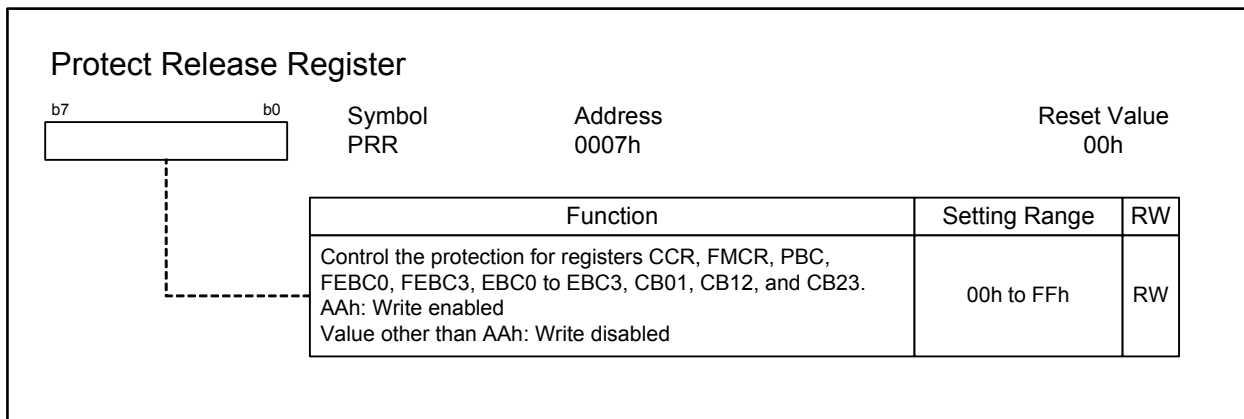 Protect Release Register
b7 b0
Symbol Address Reset Value
PRR 0007h 00h
Function Setting Range RW
Control the protection for registers CCR, FMCR, PBC,
FEBC0, FEBC3, EBC0 to EBC3, CB01, CB12, and CB23.
AAh: Write enabled
Value other than AAh: Write disabled
00h to FFh RW